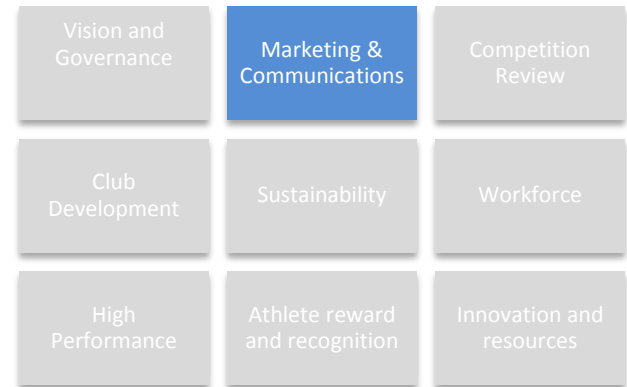 Vision and
Governance
Marketing &
Communications
Competition
Review
Club
Development
Sustainability
Workforce
High
Performance
Athlete reward
and recognition
Innovation and
resources